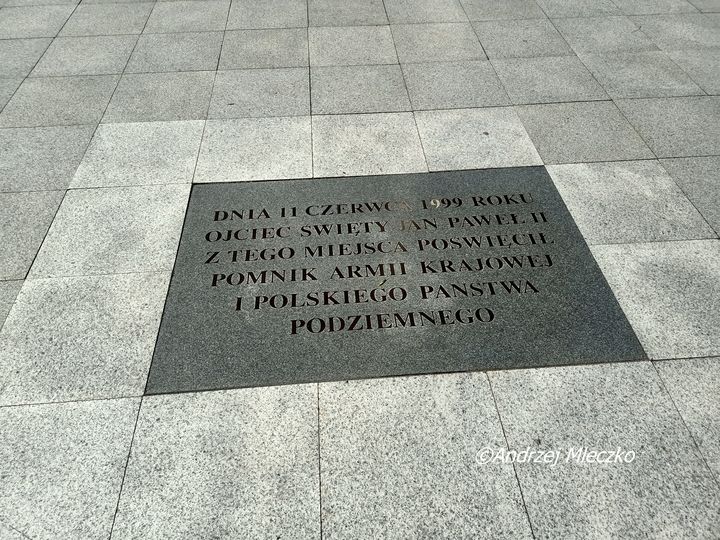 DNIA 11 CZERWCA 1999 ROKU
OJCIEC ŚWIĘTY JAN PAWEŁ II
Z TEGO MIEJSCA POŚWIĘCIŁ
POMNIK ARMII KRAJOWEJ
I POLSKIEGO PAŃSTWA
PODZIEMNEGO
©Andrzej Mleczko